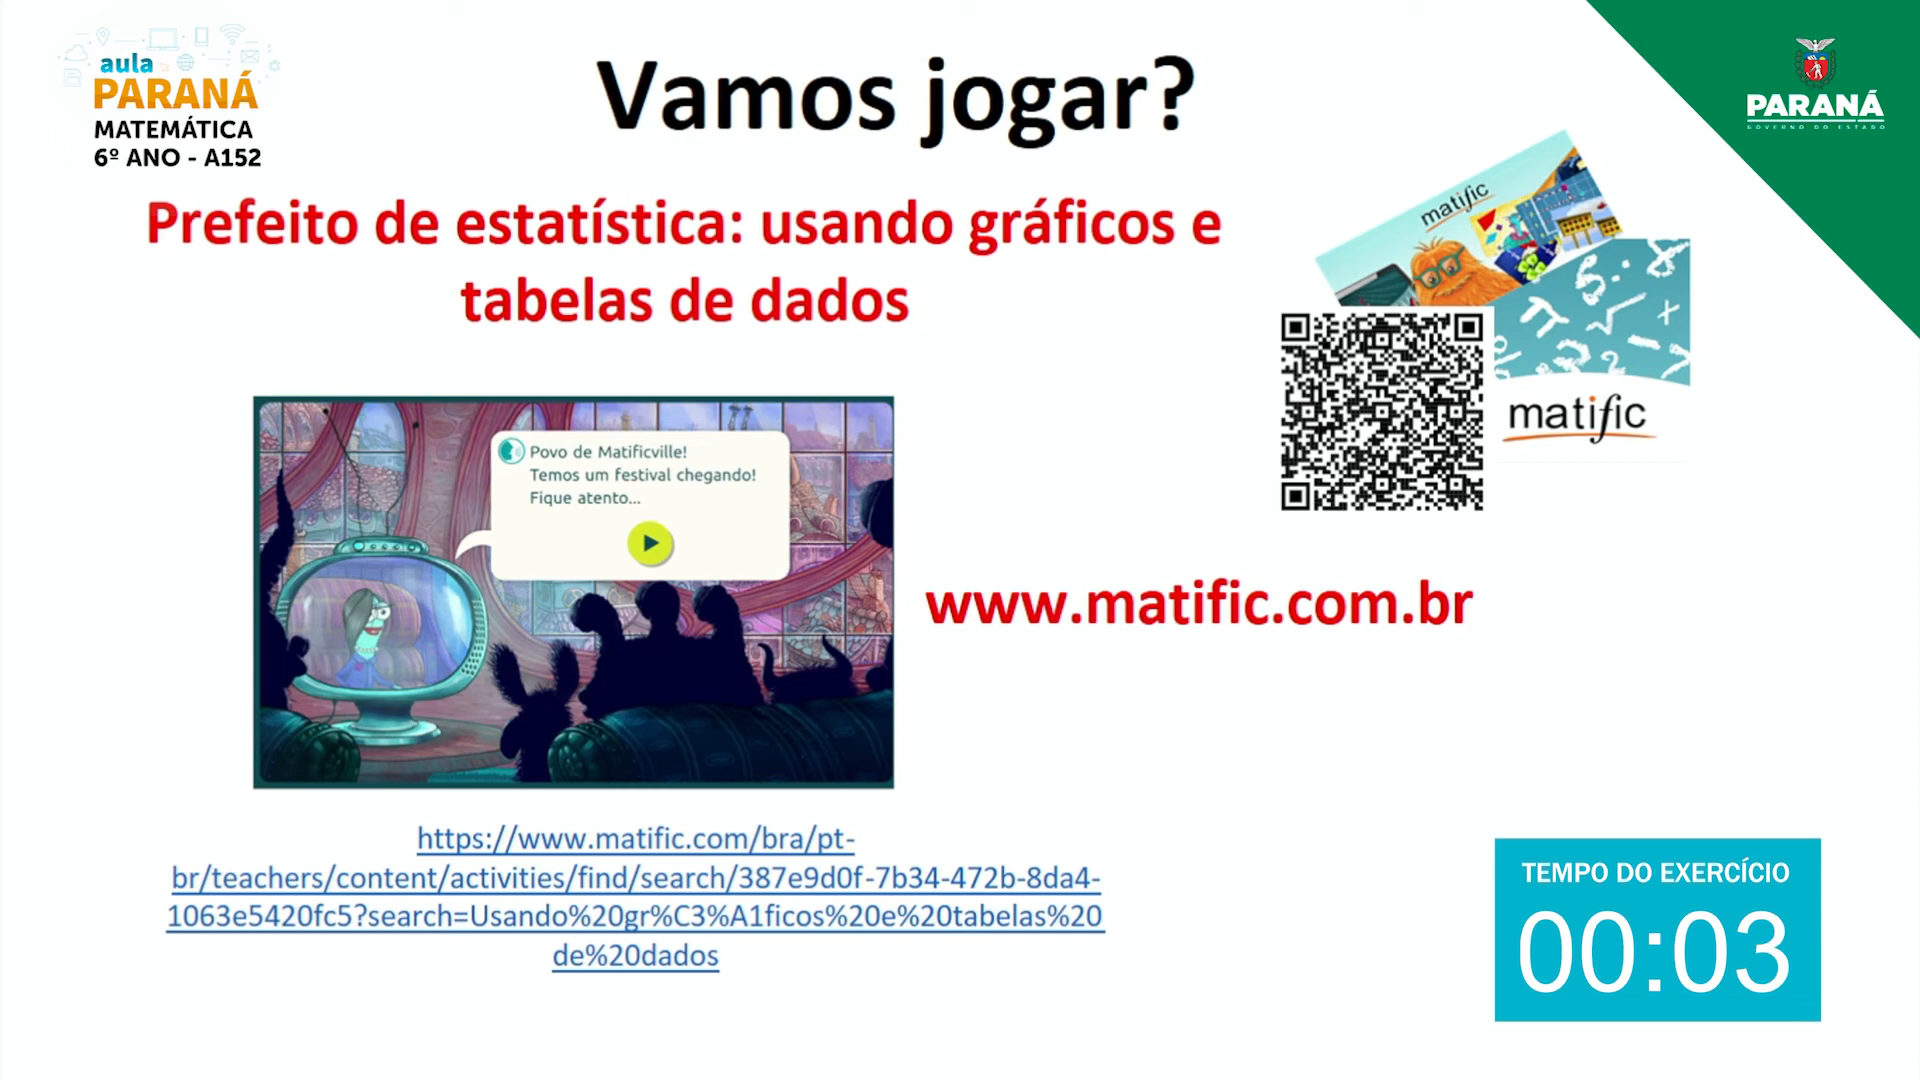 aula
PARANÁ
MATEMÁTICA
6º ANO - A152
Vamos jogar?
PARANÁ
GOVERNO DO ESTADO
Prefeito de estatística: usando gráficos e
tabelas de dados
matific
matific
Povo de Matificville!
Temos um festival chegando!
Fique atento...
www.matific.com.br
https://www.matific.com/bra/pt-
br/teachers/content/activities/find/search/387e9d0f-7b34-472b-8da4-
1063e5420fc5?search=Usando%20gr%C3%A1ficos%20e%20tabelas%20
de%20dados
TEMPO DO EXERCÍCIO
00:03